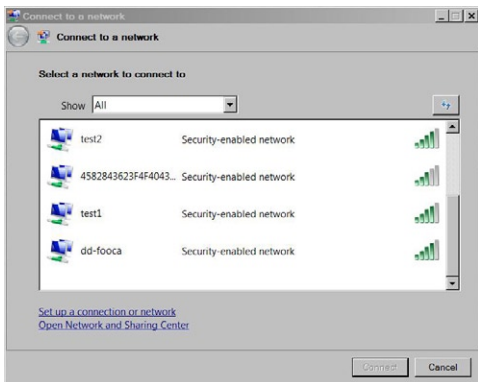 Connect to a network
Connect to a network
Select a network to connect to
Show All
test2 Security-enabled network
4582843623F4F4043... Security-enabled network
test1 Security-enabled network
dd-fooca Security-enabled network
Set up a connection or network
Open Network and Sharing Center
Connect Cancel